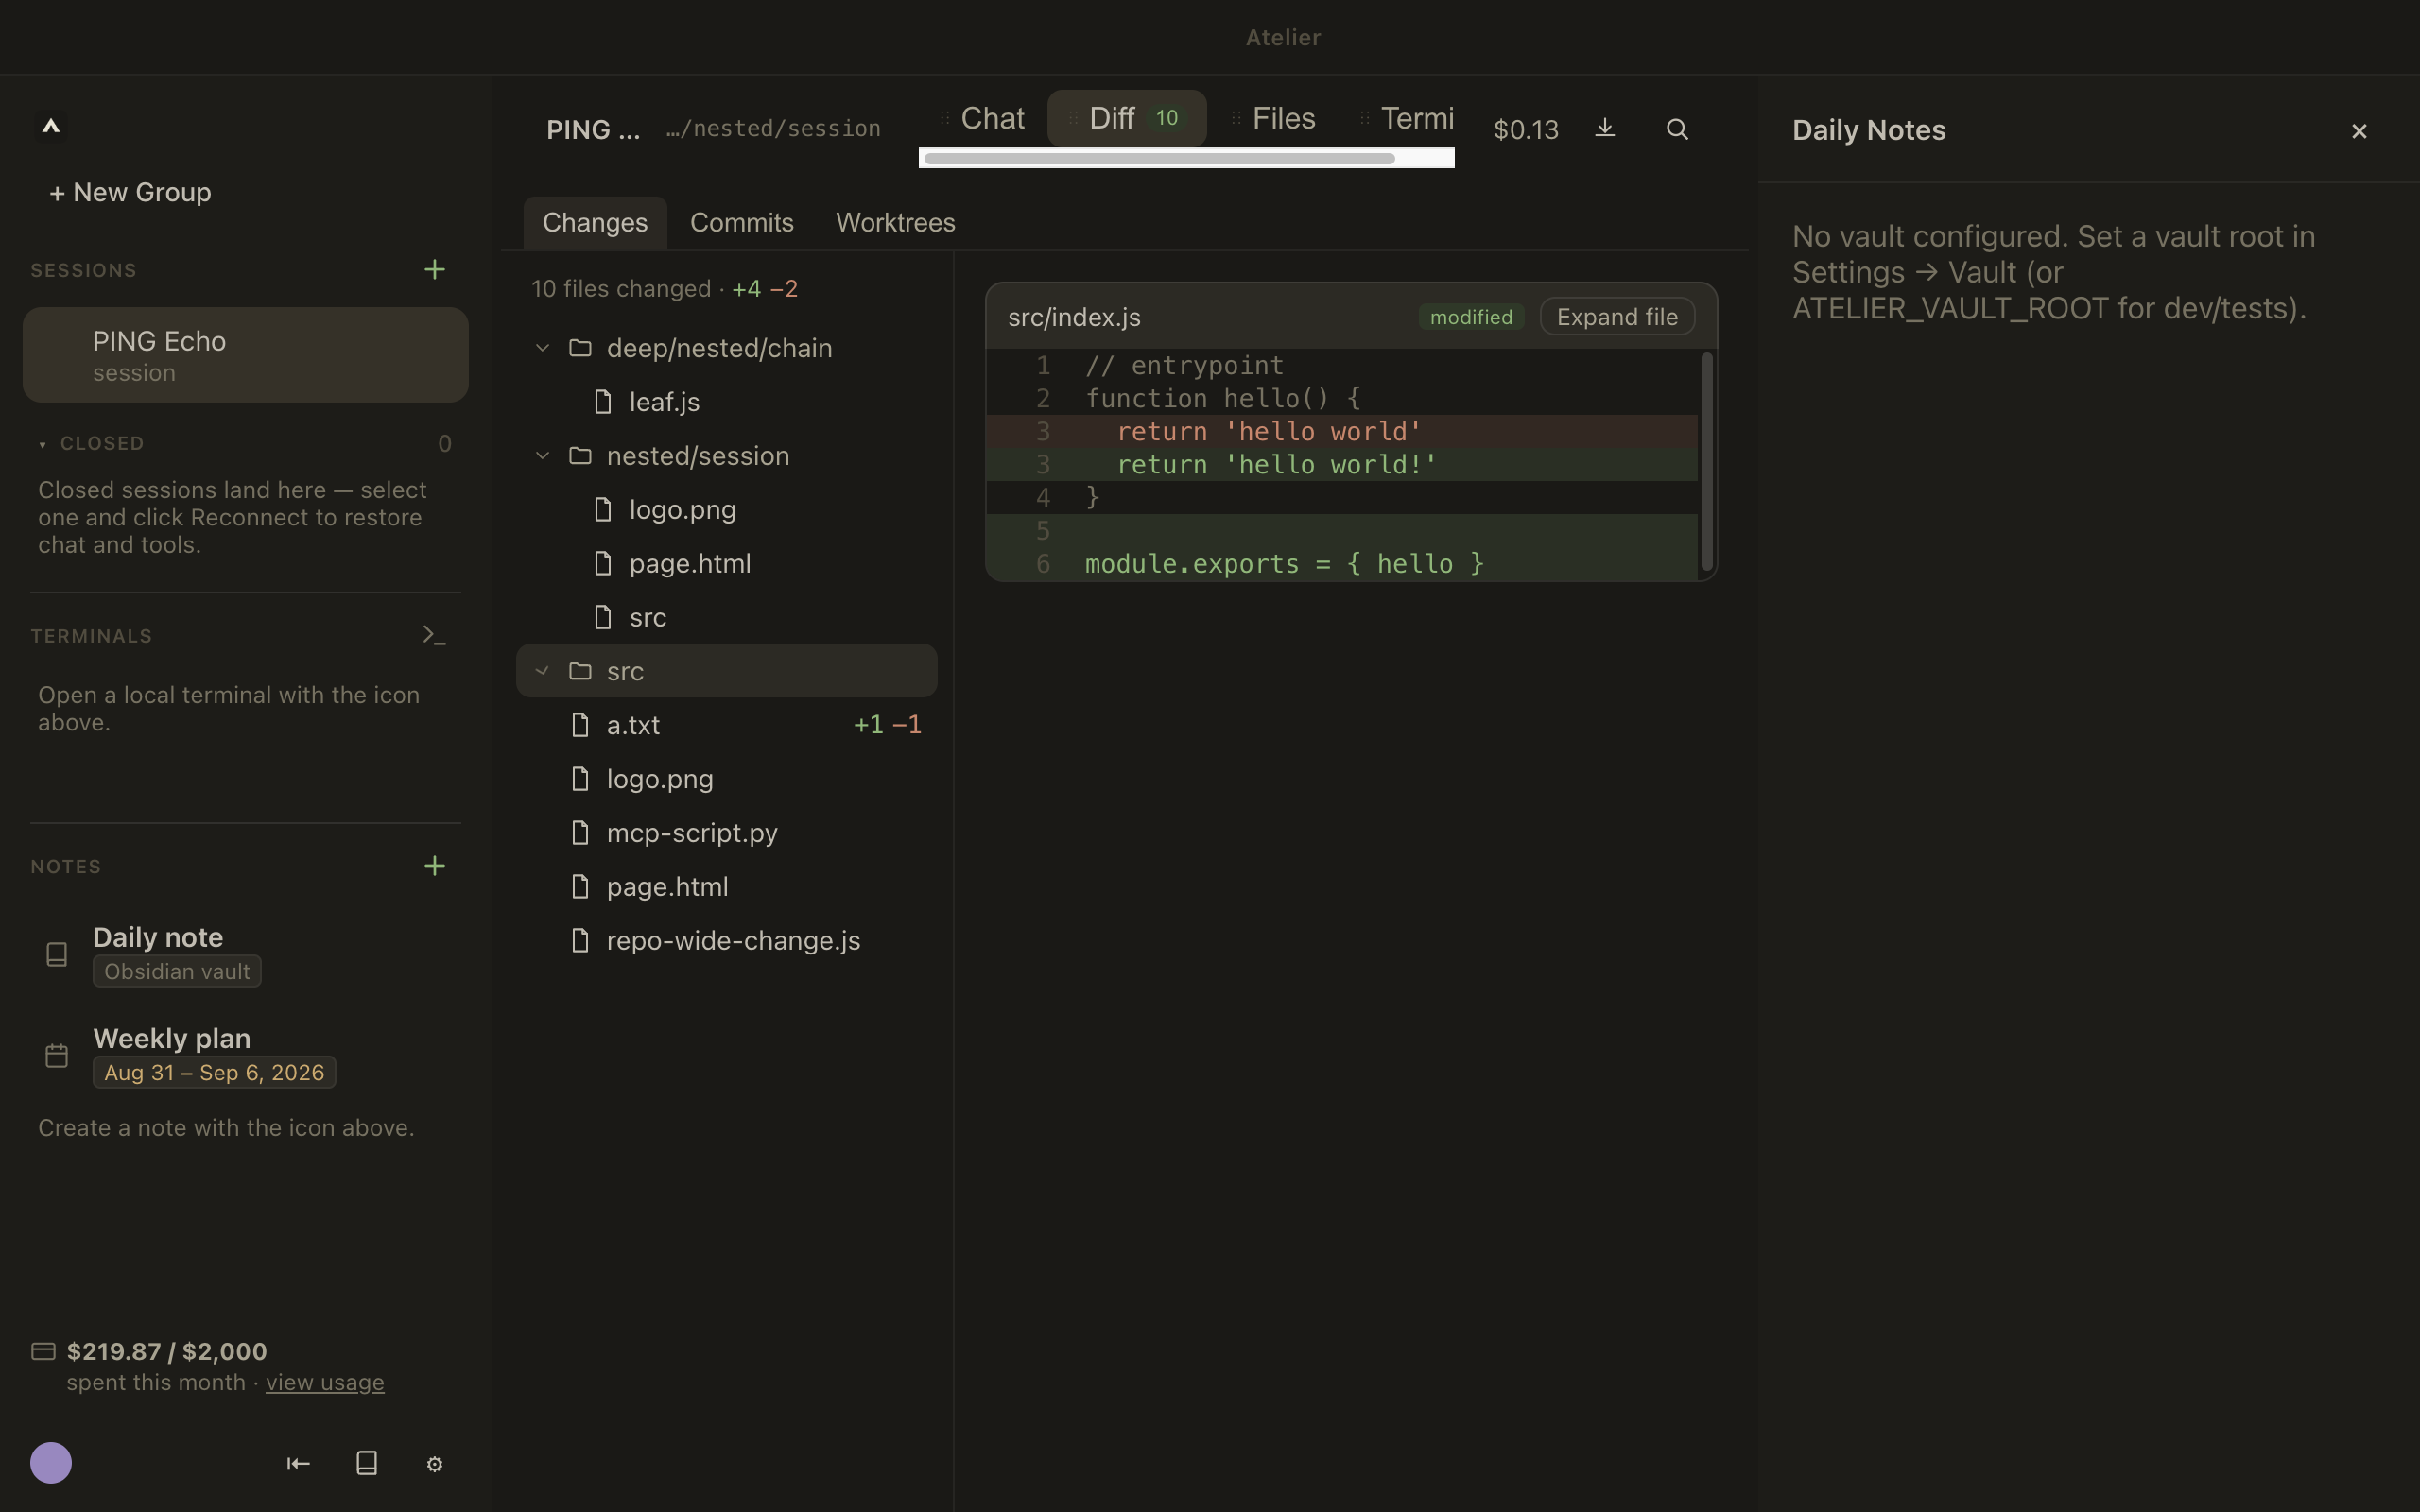 Atelier
+ New Group
SESSIONS
PING Echo
session
CLOSED 0
Closed sessions land here — select
one and click Reconnect to restore
chat and tools.
TERMINALS
Open a local terminal with the icon
above.
NOTES
Daily note
Obsidian vault
Weekly plan
Aug 31 – Sep 6, 2026
Create a note with the icon above.
$219.87 / $2,000
spent this month · view usage
PING ... …/nested/session
Chat Diff 10 Files Termi
$0.13
Changes Commits Worktrees
10 files changed · +4 −2
deep/nested/chain
leaf.js
nested/session
logo.png
page.html
src
src
a.txt +1 −1
logo.png
mcp-script.py
page.html
repo-wide-change.js
src/index.js modified Expand file
1 // entrypoint
2 function hello() {
3 return 'hello world'
3 return 'hello world!'
4 }
5
6 module.exports = { hello }
Daily Notes
No vault configured. Set a vault root in
Settings → Vault (or
ATELIER_VAULT_ROOT for dev/tests).